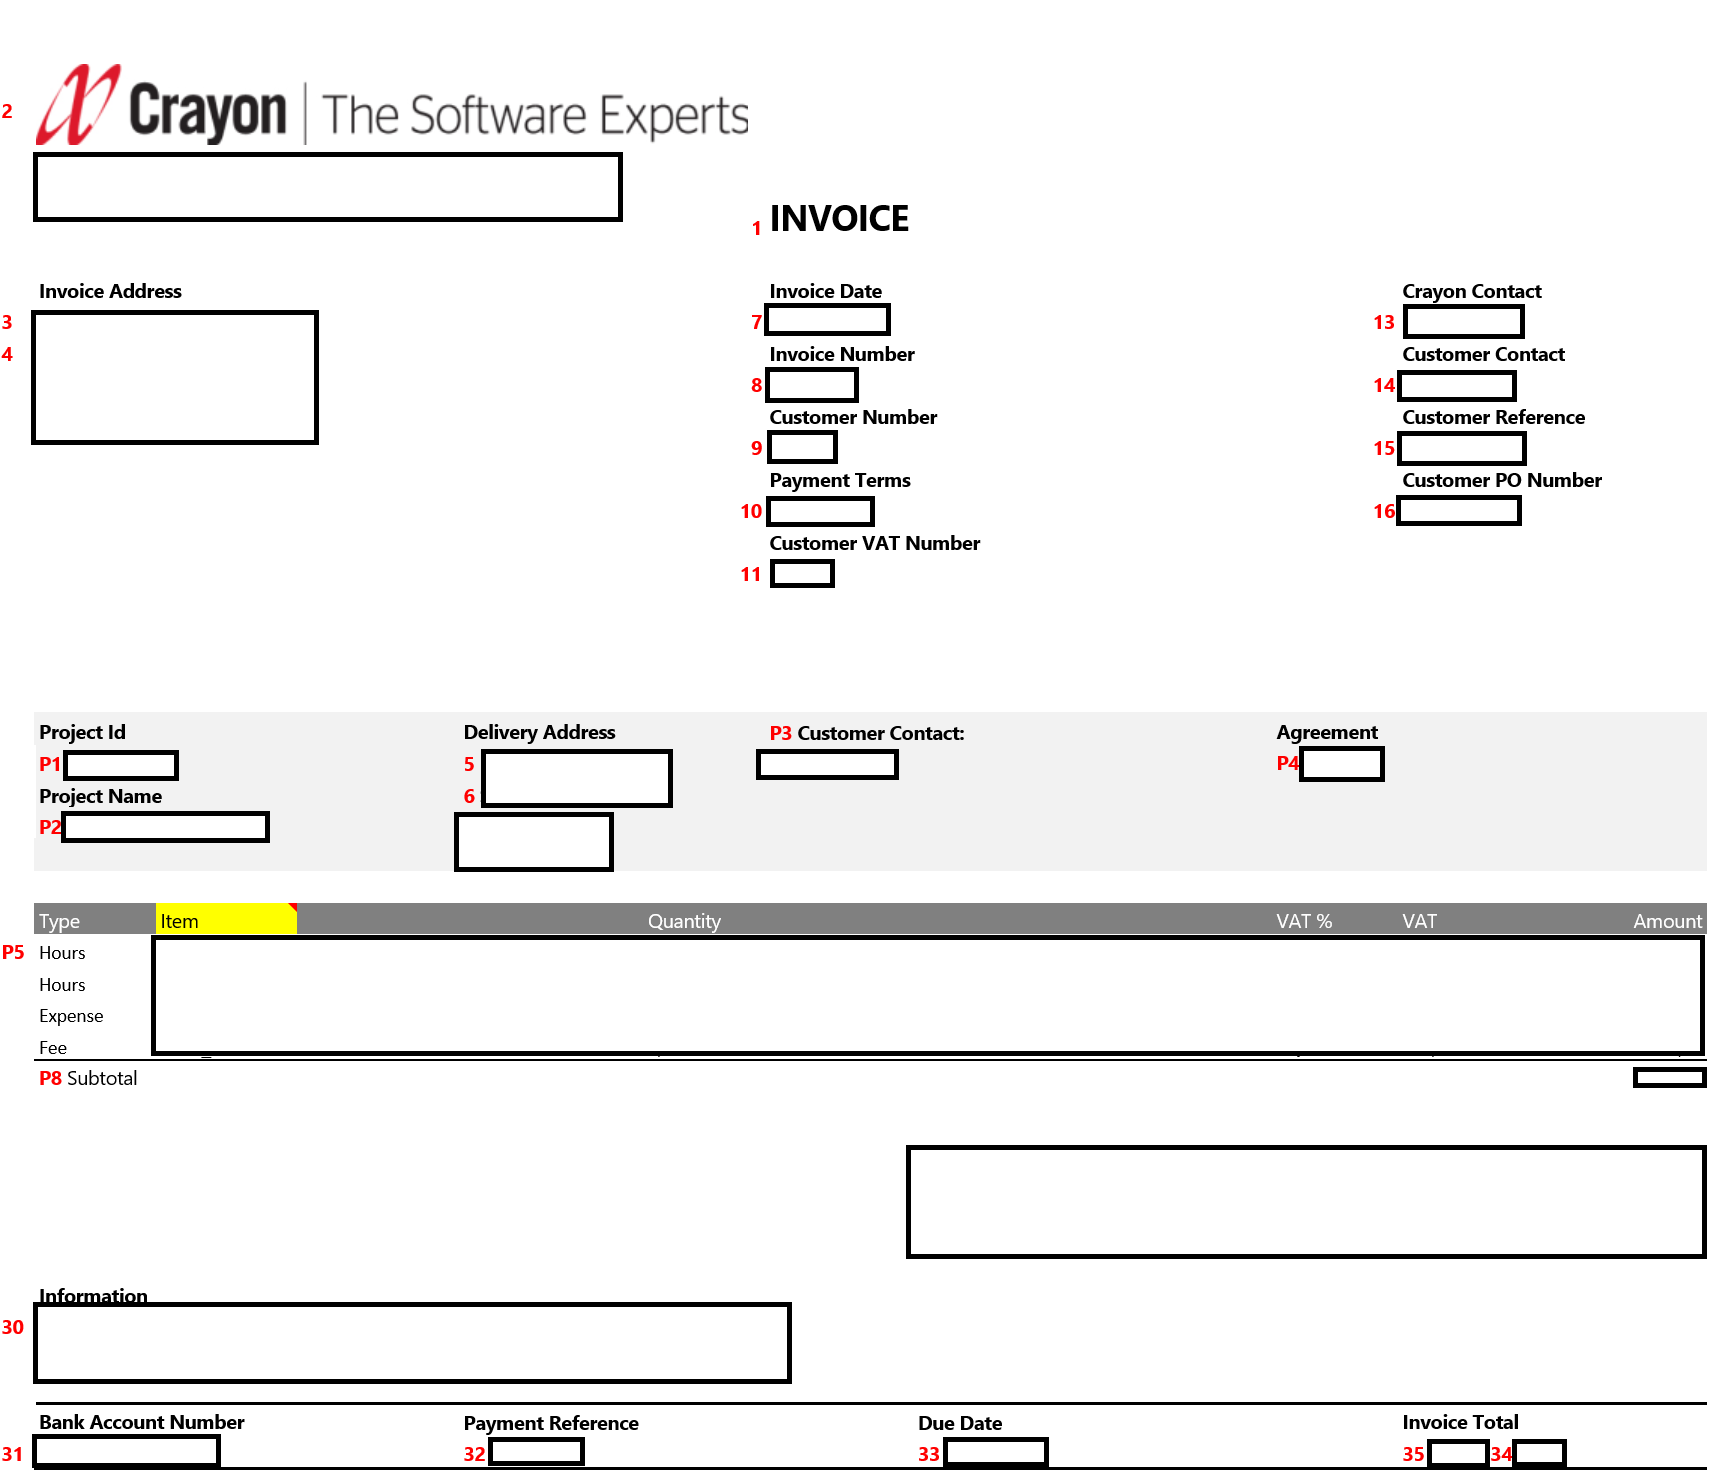 2 Crayon | The Software Experts
1 INVOICE
Invoice Address
3
4
Invoice Date
7
Invoice Number
8
Customer Number
9
Payment Terms
10
Customer VAT Number
11
Crayon Contact
13
Customer Contact
14
Customer Reference
15
Customer PO Number
16
Project Id
P1
Project Name
P2
Delivery Address
5
6
P3 Customer Contact:
Agreement
P4
Type Item Quantity VAT % VAT Amount
P5 Hours
Hours
Expense
Fee
P8 Subtotal
Information
30
Bank Account Number Payment Reference Due Date Invoice Total
31 32 33 35 34